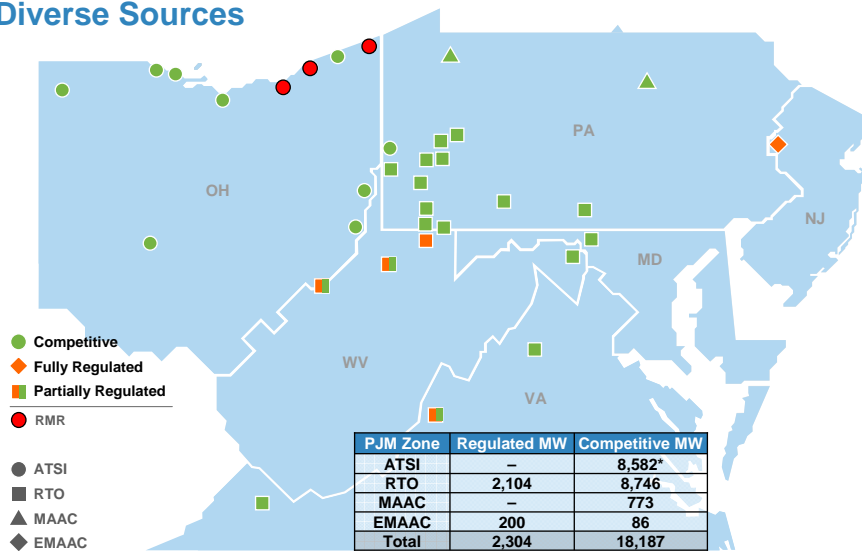 Diverse Sources
PA
OH
NJ
MD
WV
VA
Competitive
Fully Regulated
Partially Regulated
RMR
ATSI
RTO
MAAC
EMAAC
PJM Zone Regulated MW Competitive MW
ATSI – 8,582*
RTO 2,104 8,746
MAAC – 773
EMAAC 200 86
Total 2,304 18,187